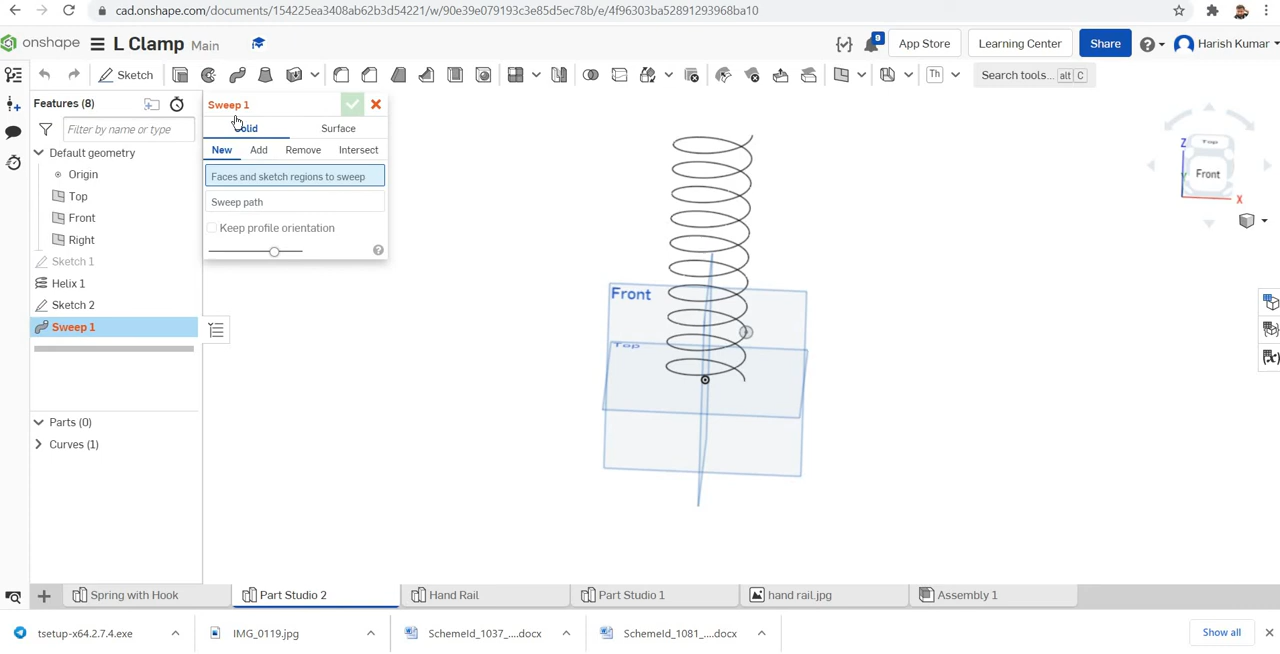 cad.onshape.com/documents/154225ea3408ab62b3d54221/w/90e39e079193c3e85d5ec78b/e/4f96303ba52891293968ba10
onshape L Clamp Main App Store Learning Center Share Harish Kumar
Sketch Th Search tools... alt C
Features (8)
Filter by name or type
Default geometry
Origin
Top
Front
Right
Sketch 1
Helix 1
Sketch 2
Sweep 1
Parts (0)
Curves (1)
Sweep 1
Solid Surface
New Add Remove Intersect
Faces and sketch regions to sweep
Sweep path
Keep profile orientation
Front
Top
Z Top
Front
X
Spring with Hook Part Studio 2 Hand Rail Part Studio 1 hand rail.jpg Assembly 1
tsetup-x64.2.7.4.exe IMG_0119.jpg SchemeId_1037_....docx SchemeId_1081_....docx Show all